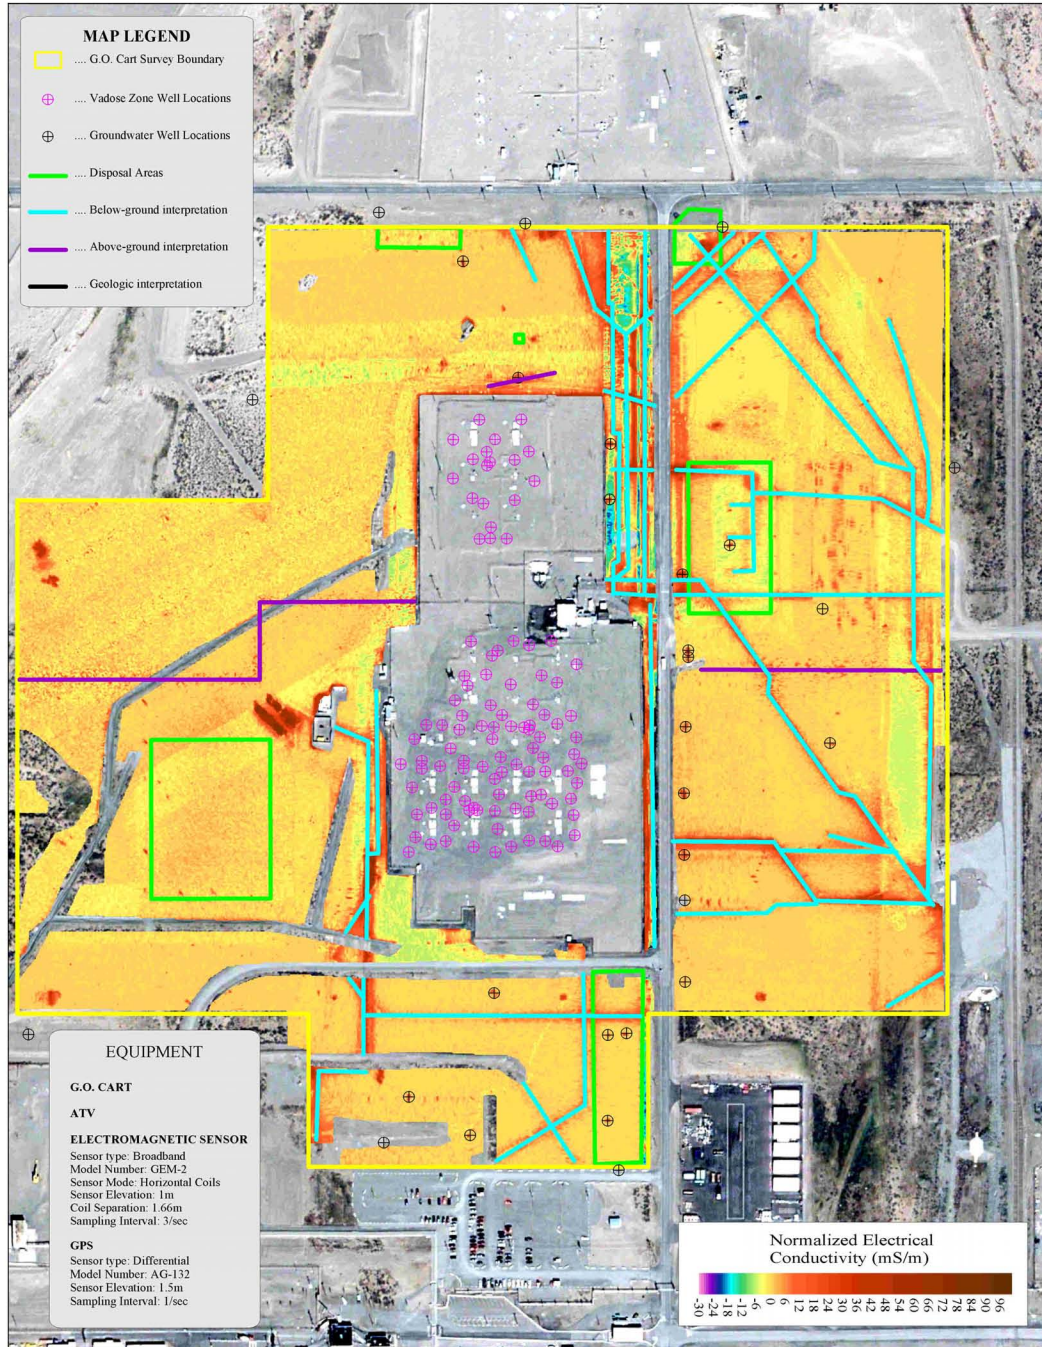 MAP LEGEND
.... G.O. Cart Survey Boundary
.... Vadose Zone Well Locations
.... Groundwater Well Locations
.... Disposal Areas
.... Below-ground interpretation
.... Above-ground interpretation
.... Geologic interpretation
EQUIPMENT
G.O. CART
ATV
ELECTROMAGNETIC SENSOR
Sensor type: Broadband
Model Number: GEM-2
Sensor Mode: Horizontal Coils
Sensor Elevation: 1m
Coil Separation: 1.66m
Sampling Interval: 3/sec
GPS
Sensor type: Differential
Model Number: AG-132
Sensor Elevation: 1.5m
Sampling Interval: 1/sec
Normalized Electrical
Conductivity (mS/m)
-30 -24 -18 -12 -6 0 6 12 18 24 30 36 42 48 54 60 66 72 78 84 90 96